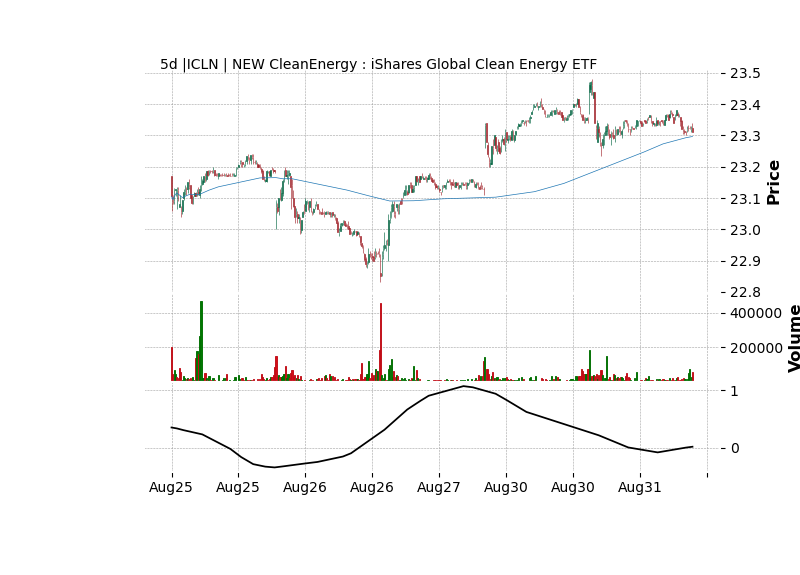 5d |ICLN | NEW CleanEnergy : iShares Global Clean Energy ETF
23.5
23.4
23.3
23.2
23.1
23.0
22.9
22.8
Price
400000
200000
Volume
1
0
Aug25
Aug25
Aug26
Aug26
Aug27
Aug30
Aug30
Aug31